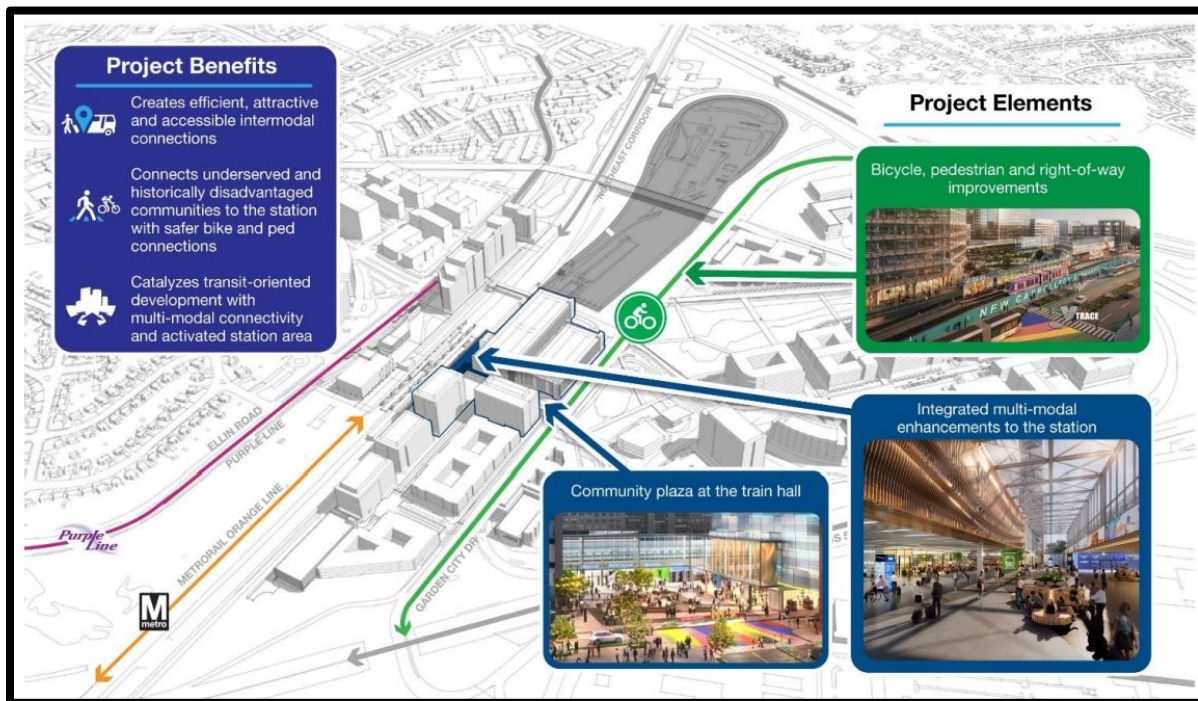 Project Benefits
Creates efficient, attractive
and accessible intermodal
connections
Connects underserved and
historically disadvantaged
communities to the station
with safer bike and ped
connections
Catalyzes transit-oriented
development with
multi-modal connectivity
and activated station area
NORTHEAST CORRIDOR
Project Elements
Bicycle, pedestrian and right-of-way
improvements
NEW CARROLLTON
TRACE
ELLIN ROAD
PURPLE LINE
Purple
Line
METRORAIL ORANGE LINE
M
metro
GARDEN CITY DR
Community plaza at the train hall
Integrated multi-modal
enhancements to the station